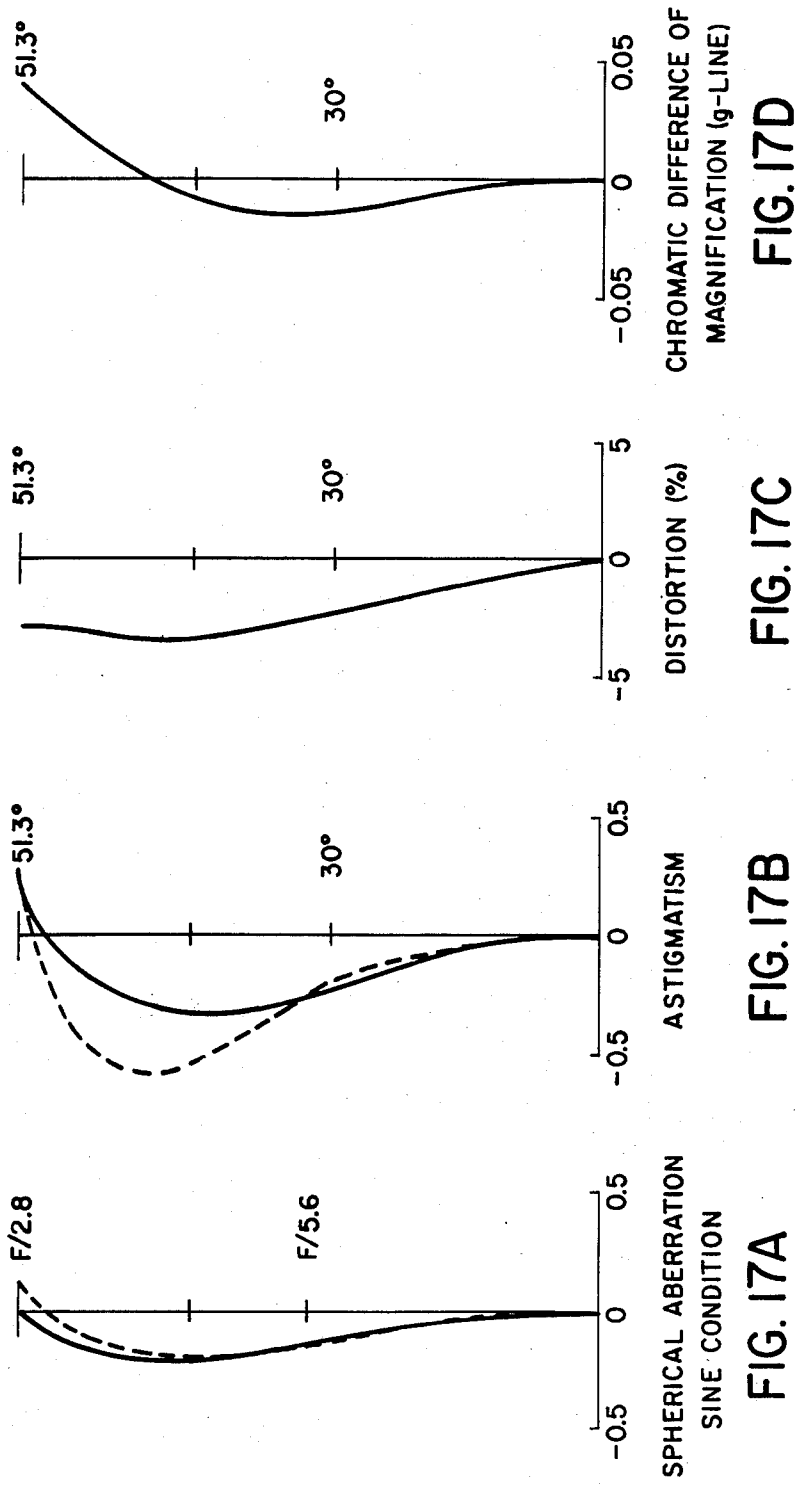 F/2.8
F/5.6
-0.5 0 0.5
SPHERICAL ABERRATION
SINE CONDITION
FIG. 17A
51.3°
30°
-0.5 0 0.5
ASTIGMATISM
FIG. 17B
51.3°
30°
-5 0 5
DISTORTION (%)
FIG. 17C
51.3°
30°
-0.05 0 0.05
CHROMATIC DIFFERENCE OF
MAGNIFICATION (g-LINE)
FIG. 17D